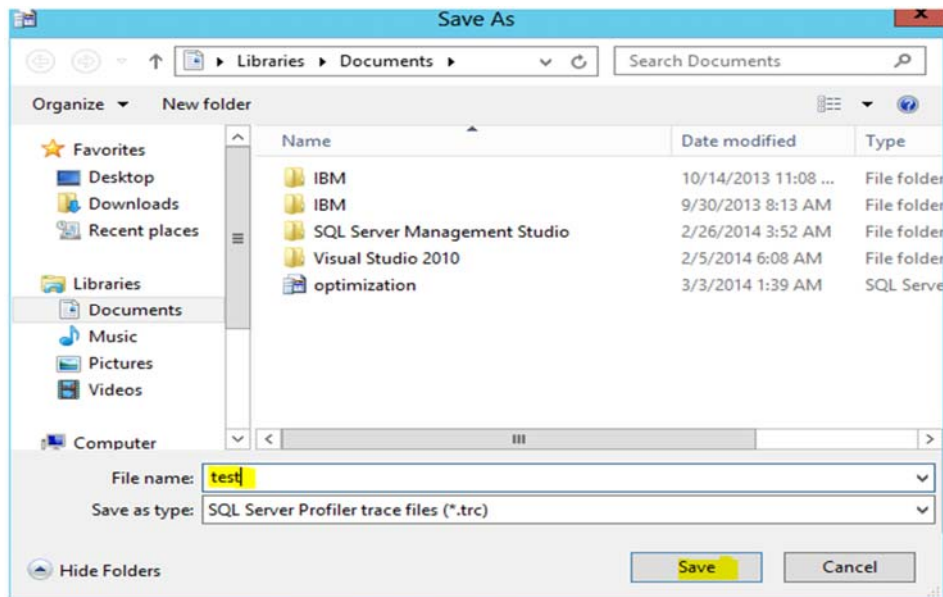 Save As
x
Libraries Documents Search Documents
Organize New folder
Name Date modified Type
Favorites
Desktop
Downloads
Recent places
Libraries
Documents
Music
Pictures
Videos
Computer
IBM 10/14/2013 11:08 ... File folder
IBM 9/30/2013 8:13 AM File folder
SQL Server Management Studio 2/26/2014 3:52 AM File folder
Visual Studio 2010 2/5/2014 6:08 AM File folder
optimization 3/3/2014 1:39 AM SQL Serve
File name: test
Save as type: SQL Server Profiler trace files (*.trc)
Hide Folders Save Cancel